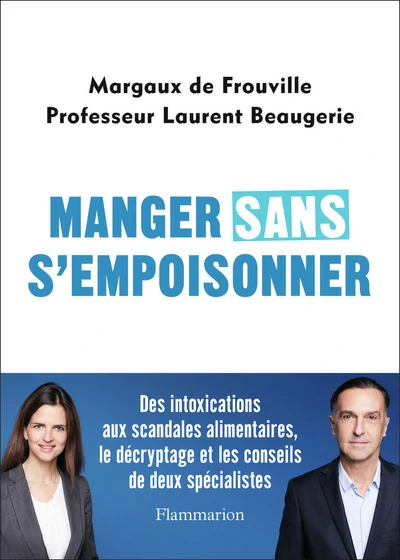 Margaux de Frouville
Professeur Laurent Beaugerie
MANGER SANS
S’EMPOISONNER
Des intoxications
aux scandales alimentaires,
le décryptage et les conseils
de deux spécialistes
Flammarion